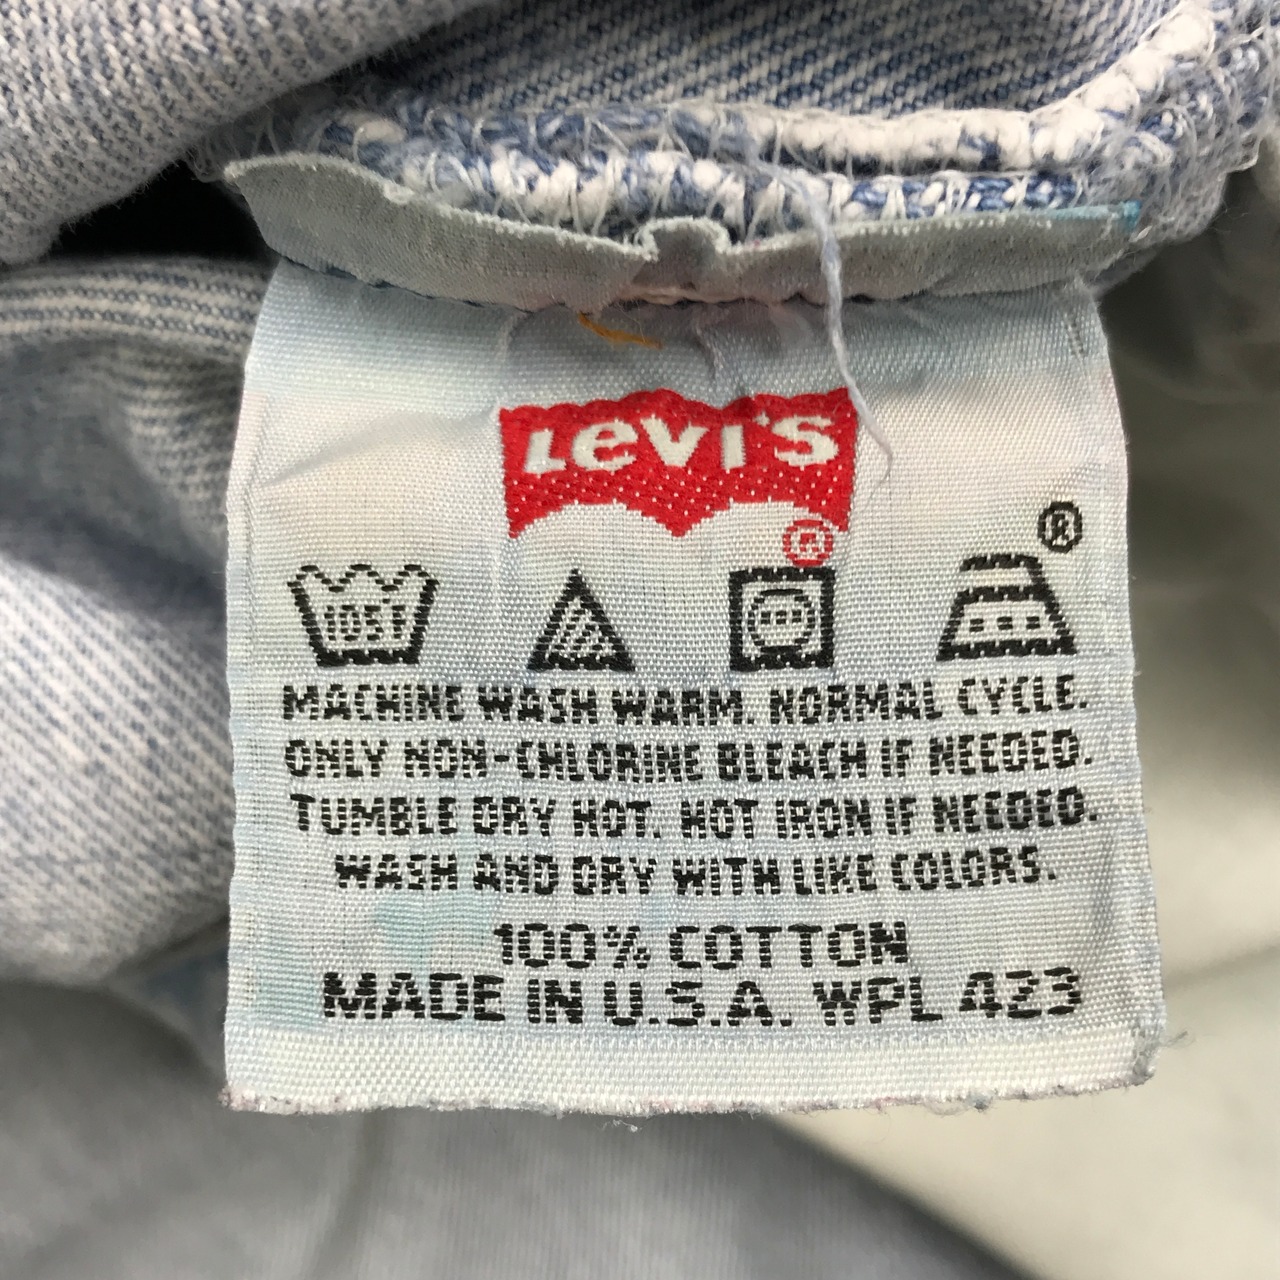 Levi's
®
®
105F
MACHINE WASH WARM. NORMAL CYCLE.
ONLY NON-CHLORINE BLEACH IF NEEDED.
TUMBLE DRY HOT. HOT IRON IF NEEDED.
WASH AND DRY WITH LIKE COLORS.
100% COTTON
MADE IN U.S.A. WPL 423